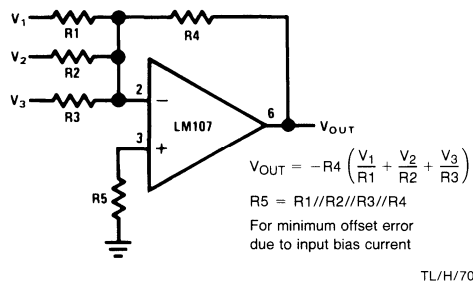 V1
R1
R4
V2
R2
V3
R3
2
-
LM107
6
VOUT
3
+
R5
VOUT = -R4 (V1/R1 + V2/R2 + V3/R3)
R5 = R1//R2//R3//R4
For minimum offset error
due to input bias current
TL/H/70